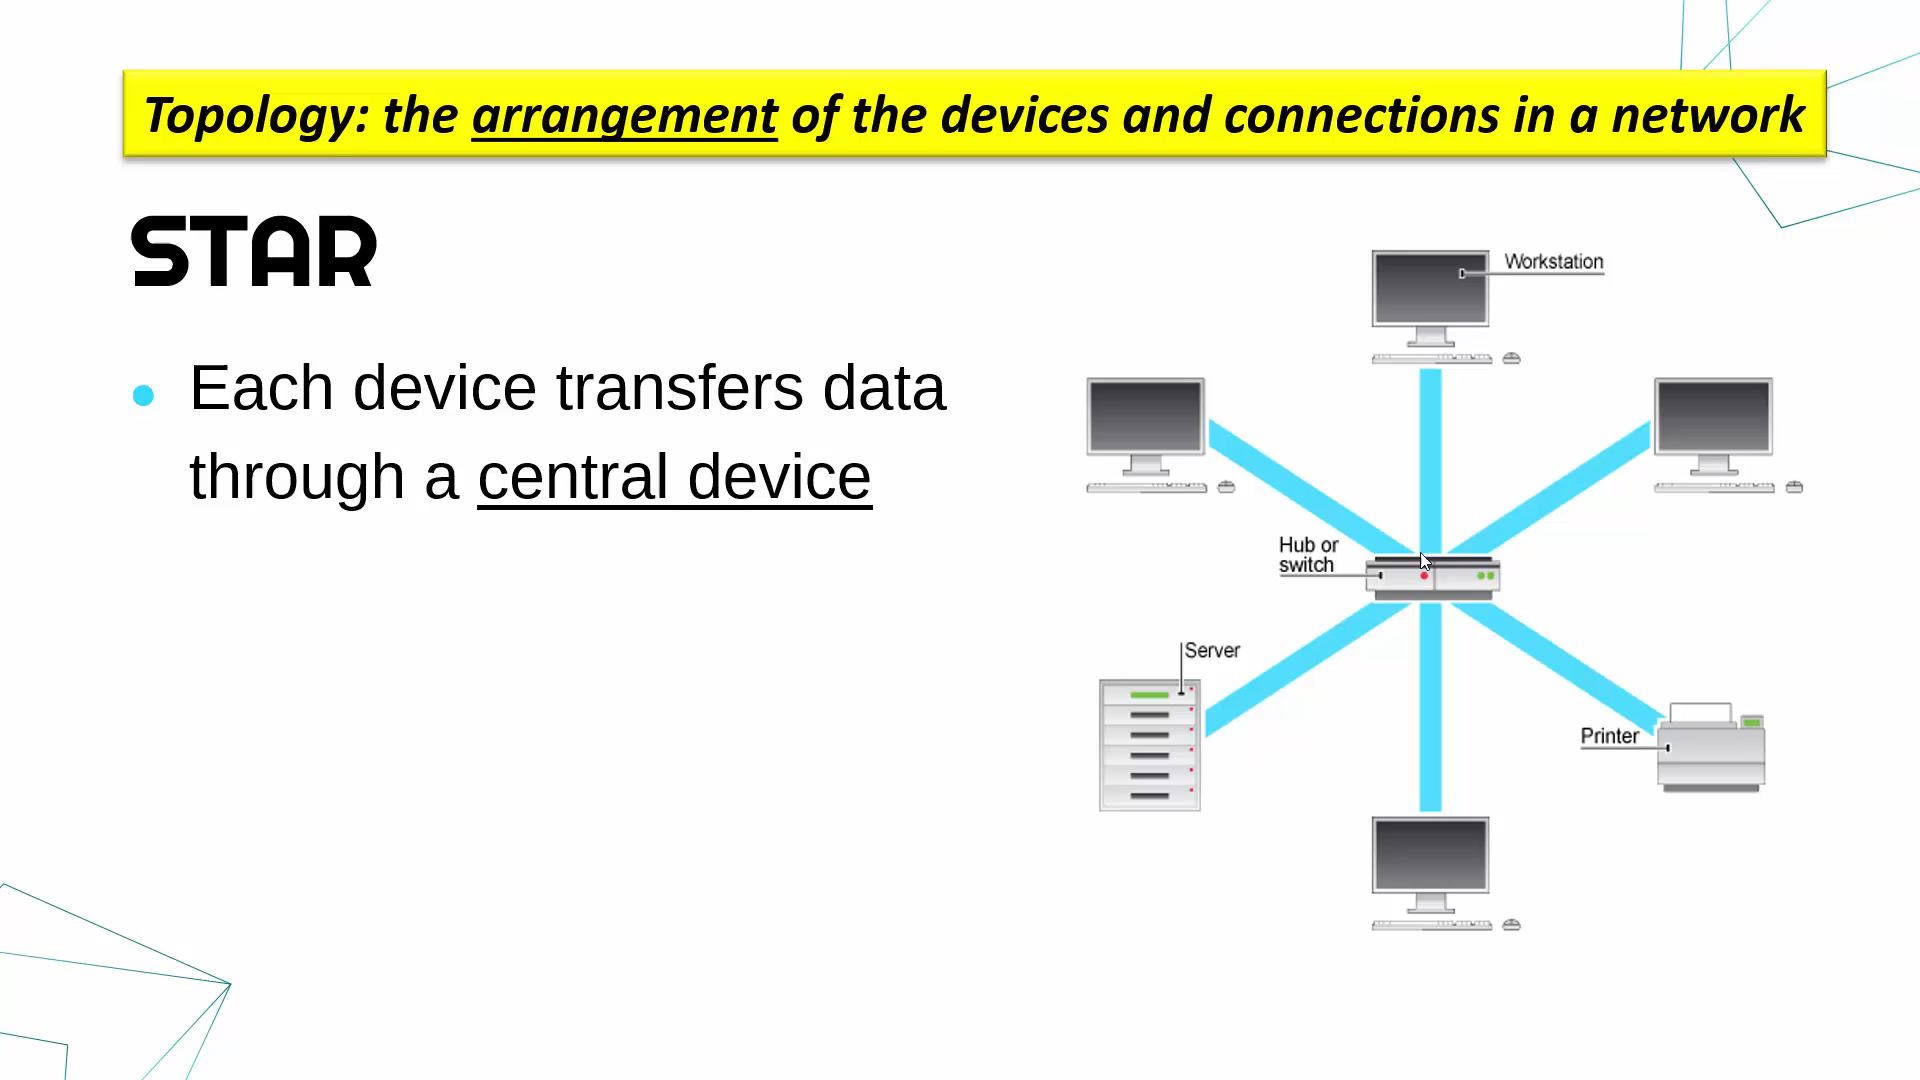 Topology: the arrangement of the devices and connections in a network
STAR
• Each device transfers data
through a central device
Workstation
Hub or
switch
Server
Printer